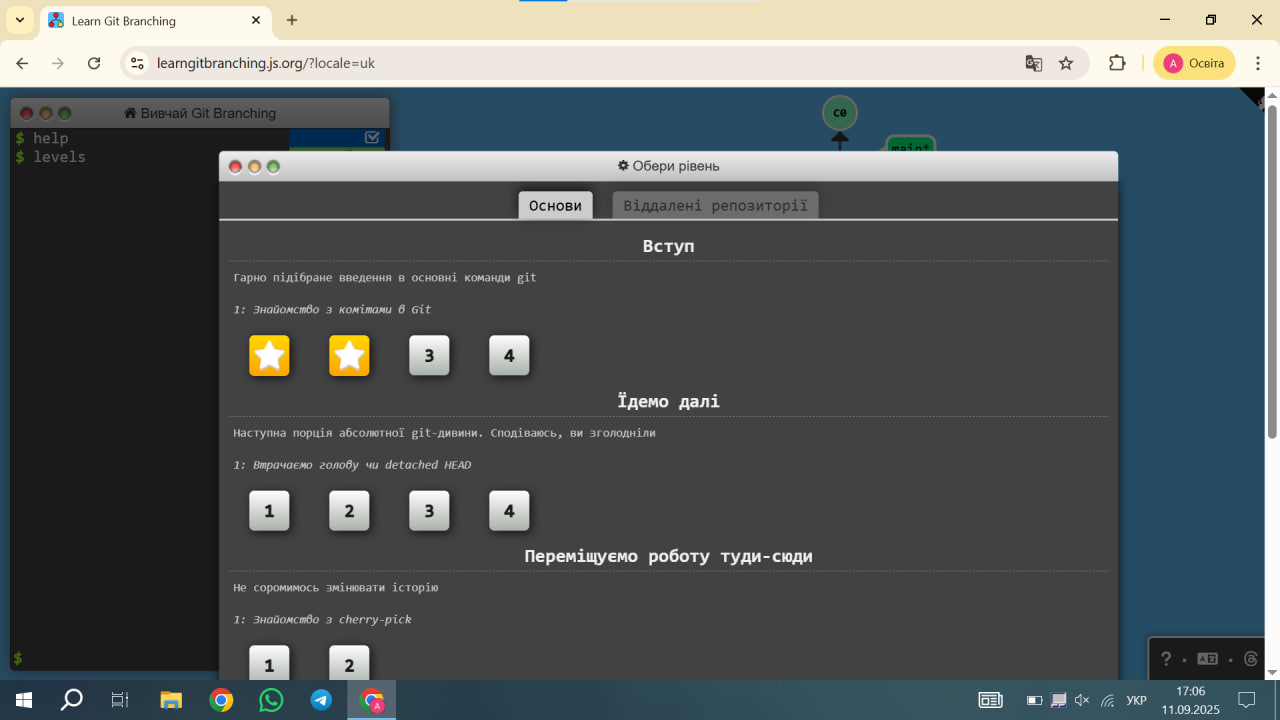 Learn Git Branching
learngitbranching.js.org/?locale=uk
A Освіта
Вивчай Git Branching
$ help
$ levels
c0
main*
Обери рівень
Основи
Віддалені репозиторії
Вступ
Гарно підібране введення в основні команди git
1: Знайомство з комітами в Git
3 4
Їдемо далі
Наступна порція абсолютної git-дивини. Сподіваюсь, ви зголодніли
1: Втрачаємо голову чи detached HEAD
1 2 3 4
Переміщуємо роботу туди-сюди
Не соромимось змінювати історію
1: Знайомство з cherry-pick
1 2
$
?
A
УКР
17:06
11.09.2025